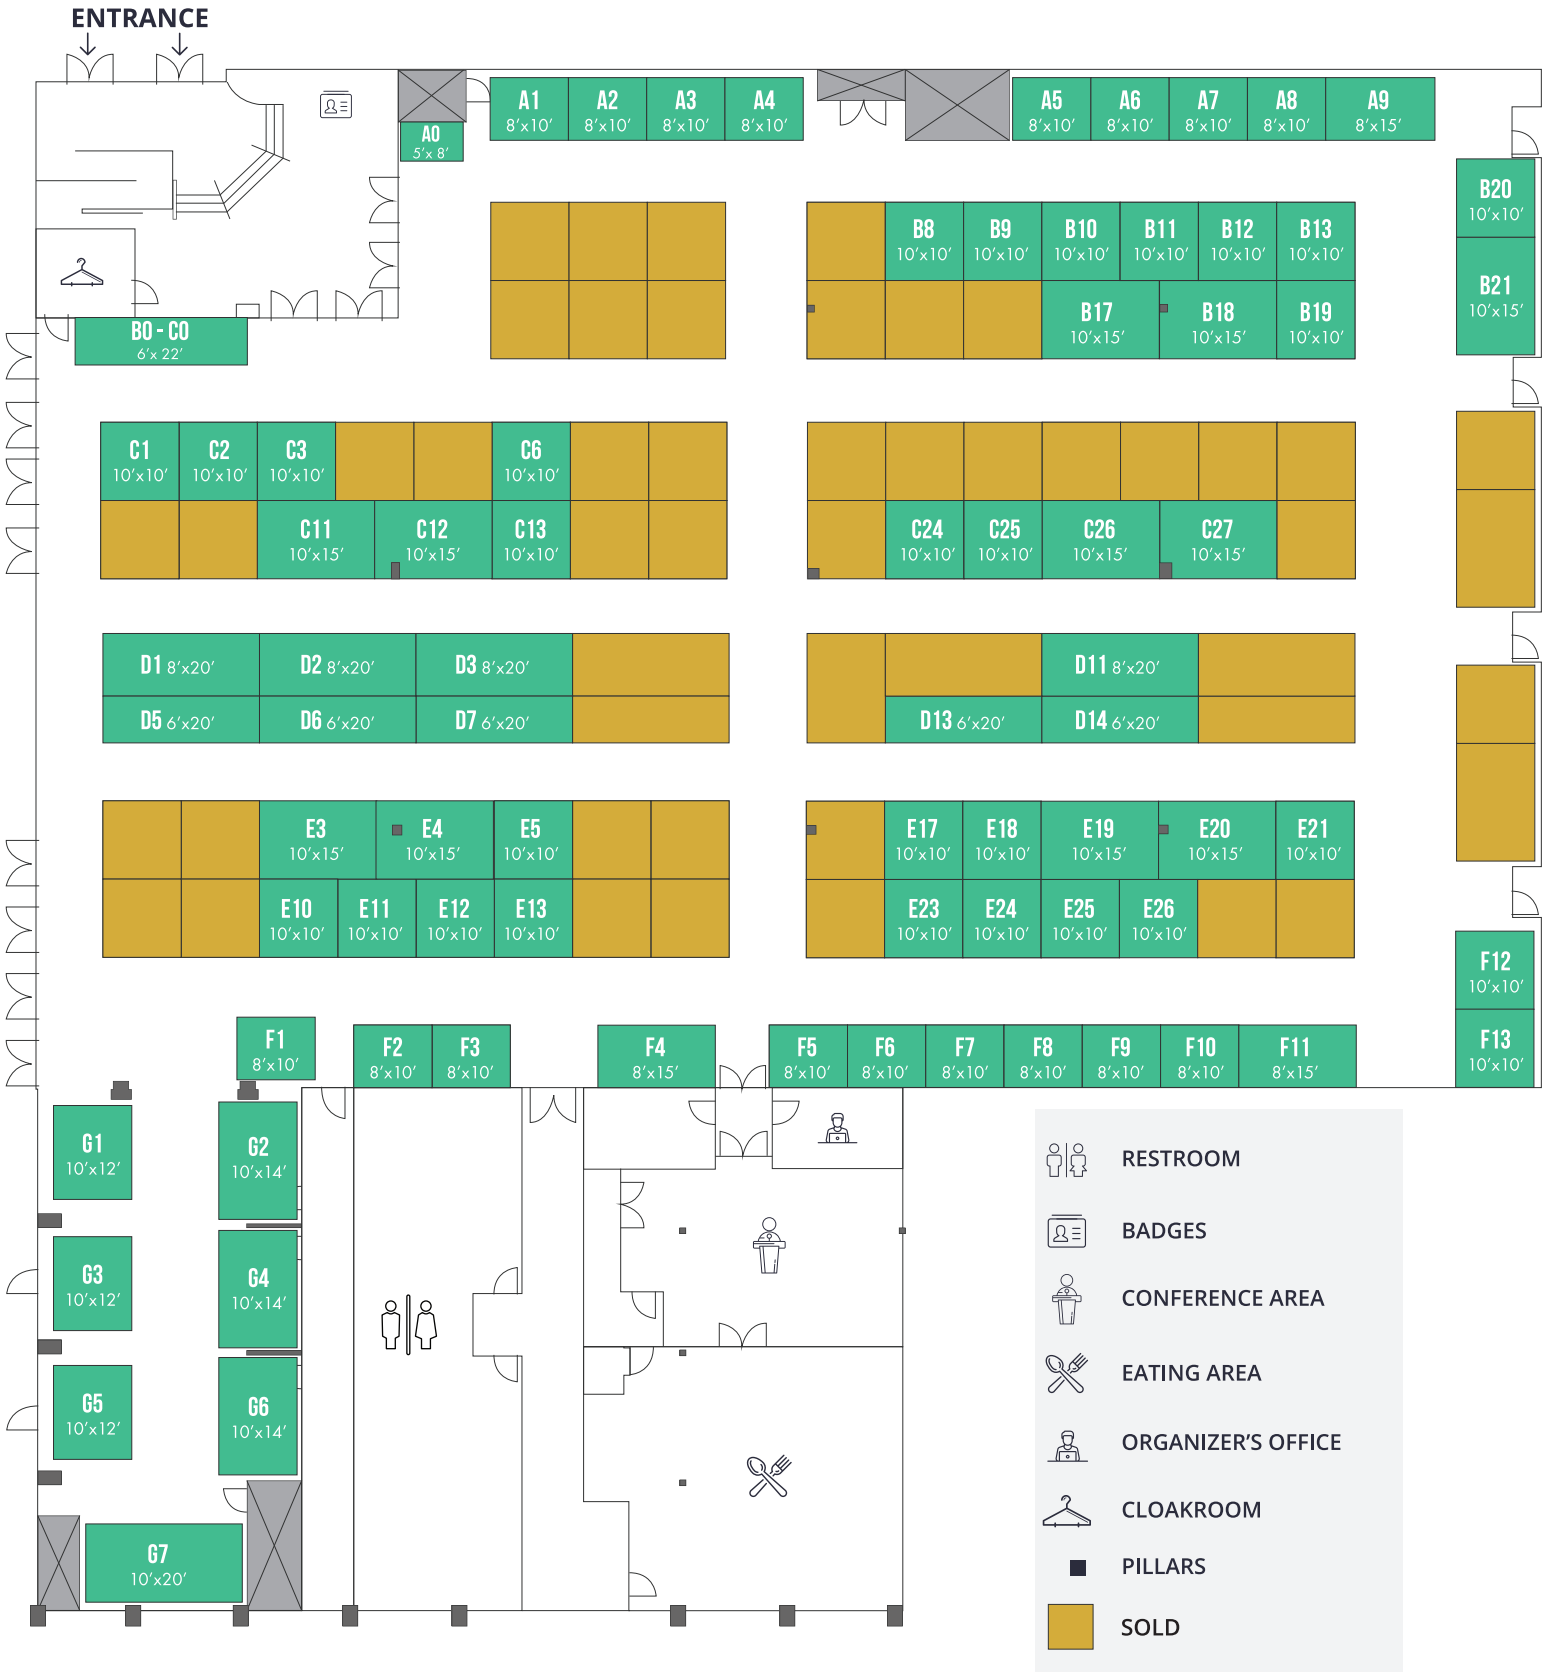 ENTRANCE
A0
5'x 8'
A1
8'x10'
A2
8'x10'
A3
8'x10'
A4
8'x10'
A5
8'x10'
A6
8'x10'
A7
8'x10'
A8
8'x10'
A9
8'x15'
B20
10'x10'
B21
10'x15'
B8
10'x10'
B9
10'x10'
B10
10'x10'
B11
10'x10'
B12
10'x10'
B13
10'x10'
B17
10'x15'
B18
10'x15'
B19
10'x10'
B0 - C0
6'x 22'
C1
10'x10'
C2
10'x10'
C3
10'x10'
C6
10'x10'
C11
10'x15'
C12
10'x15'
C13
10'x10'
C24
10'x10'
C25
10'x10'
C26
10'x15'
C27
10'x15'
D1 8'x20'
D2 8'x20'
D3 8'x20'
D5 6'x20'
D6 6'x20'
D7 6'x20'
D11 8'x20'
D13 6'x20'
D14 6'x20'
E3
10'x15'
E4
10'x15'
E5
10'x10'
E10
10'x10'
E11
10'x10'
E12
10'x10'
E13
10'x10'
E17
10'x10'
E18
10'x10'
E19
10'x15'
E20
10'x15'
E21
10'x10'
E23
10'x10'
E24
10'x10'
E25
10'x10'
E26
10'x10'
F12
10'x10'
F13
10'x10'
F1
8'x10'
F2
8'x10'
F3
8'x10'
F4
8'x15'
F5
8'x10'
F6
8'x10'
F7
8'x10'
F8
8'x10'
F9
8'x10'
F10
8'x10'
F11
8'x15'
G1
10'x12'
G2
10'x14'
G3
10'x12'
G4
10'x14'
G5
10'x12'
G6
10'x14'
G7
10'x20'
RESTROOM
BADGES
CONFERENCE AREA
EATING AREA
ORGANIZER'S OFFICE
CLOAKROOM
PILLARS
SOLD